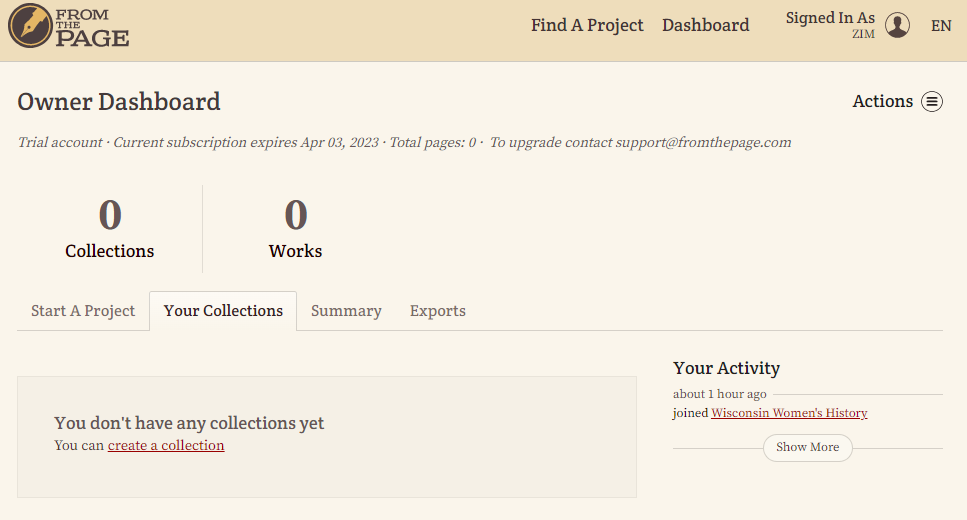 FROM
THE
PAGE
Find A Project
Dashboard
Signed In As
ZIM
EN
Owner Dashboard
Actions
Trial account · Current subscription expires Apr 03, 2023 · Total pages: 0 · To upgrade contact support@fromthepage.com
0
Collections
0
Works
Start A Project
Your Collections
Summary
Exports
You don't have any collections yet
You can create a collection
Your Activity
about 1 hour ago
joined Wisconsin Women's History
Show More